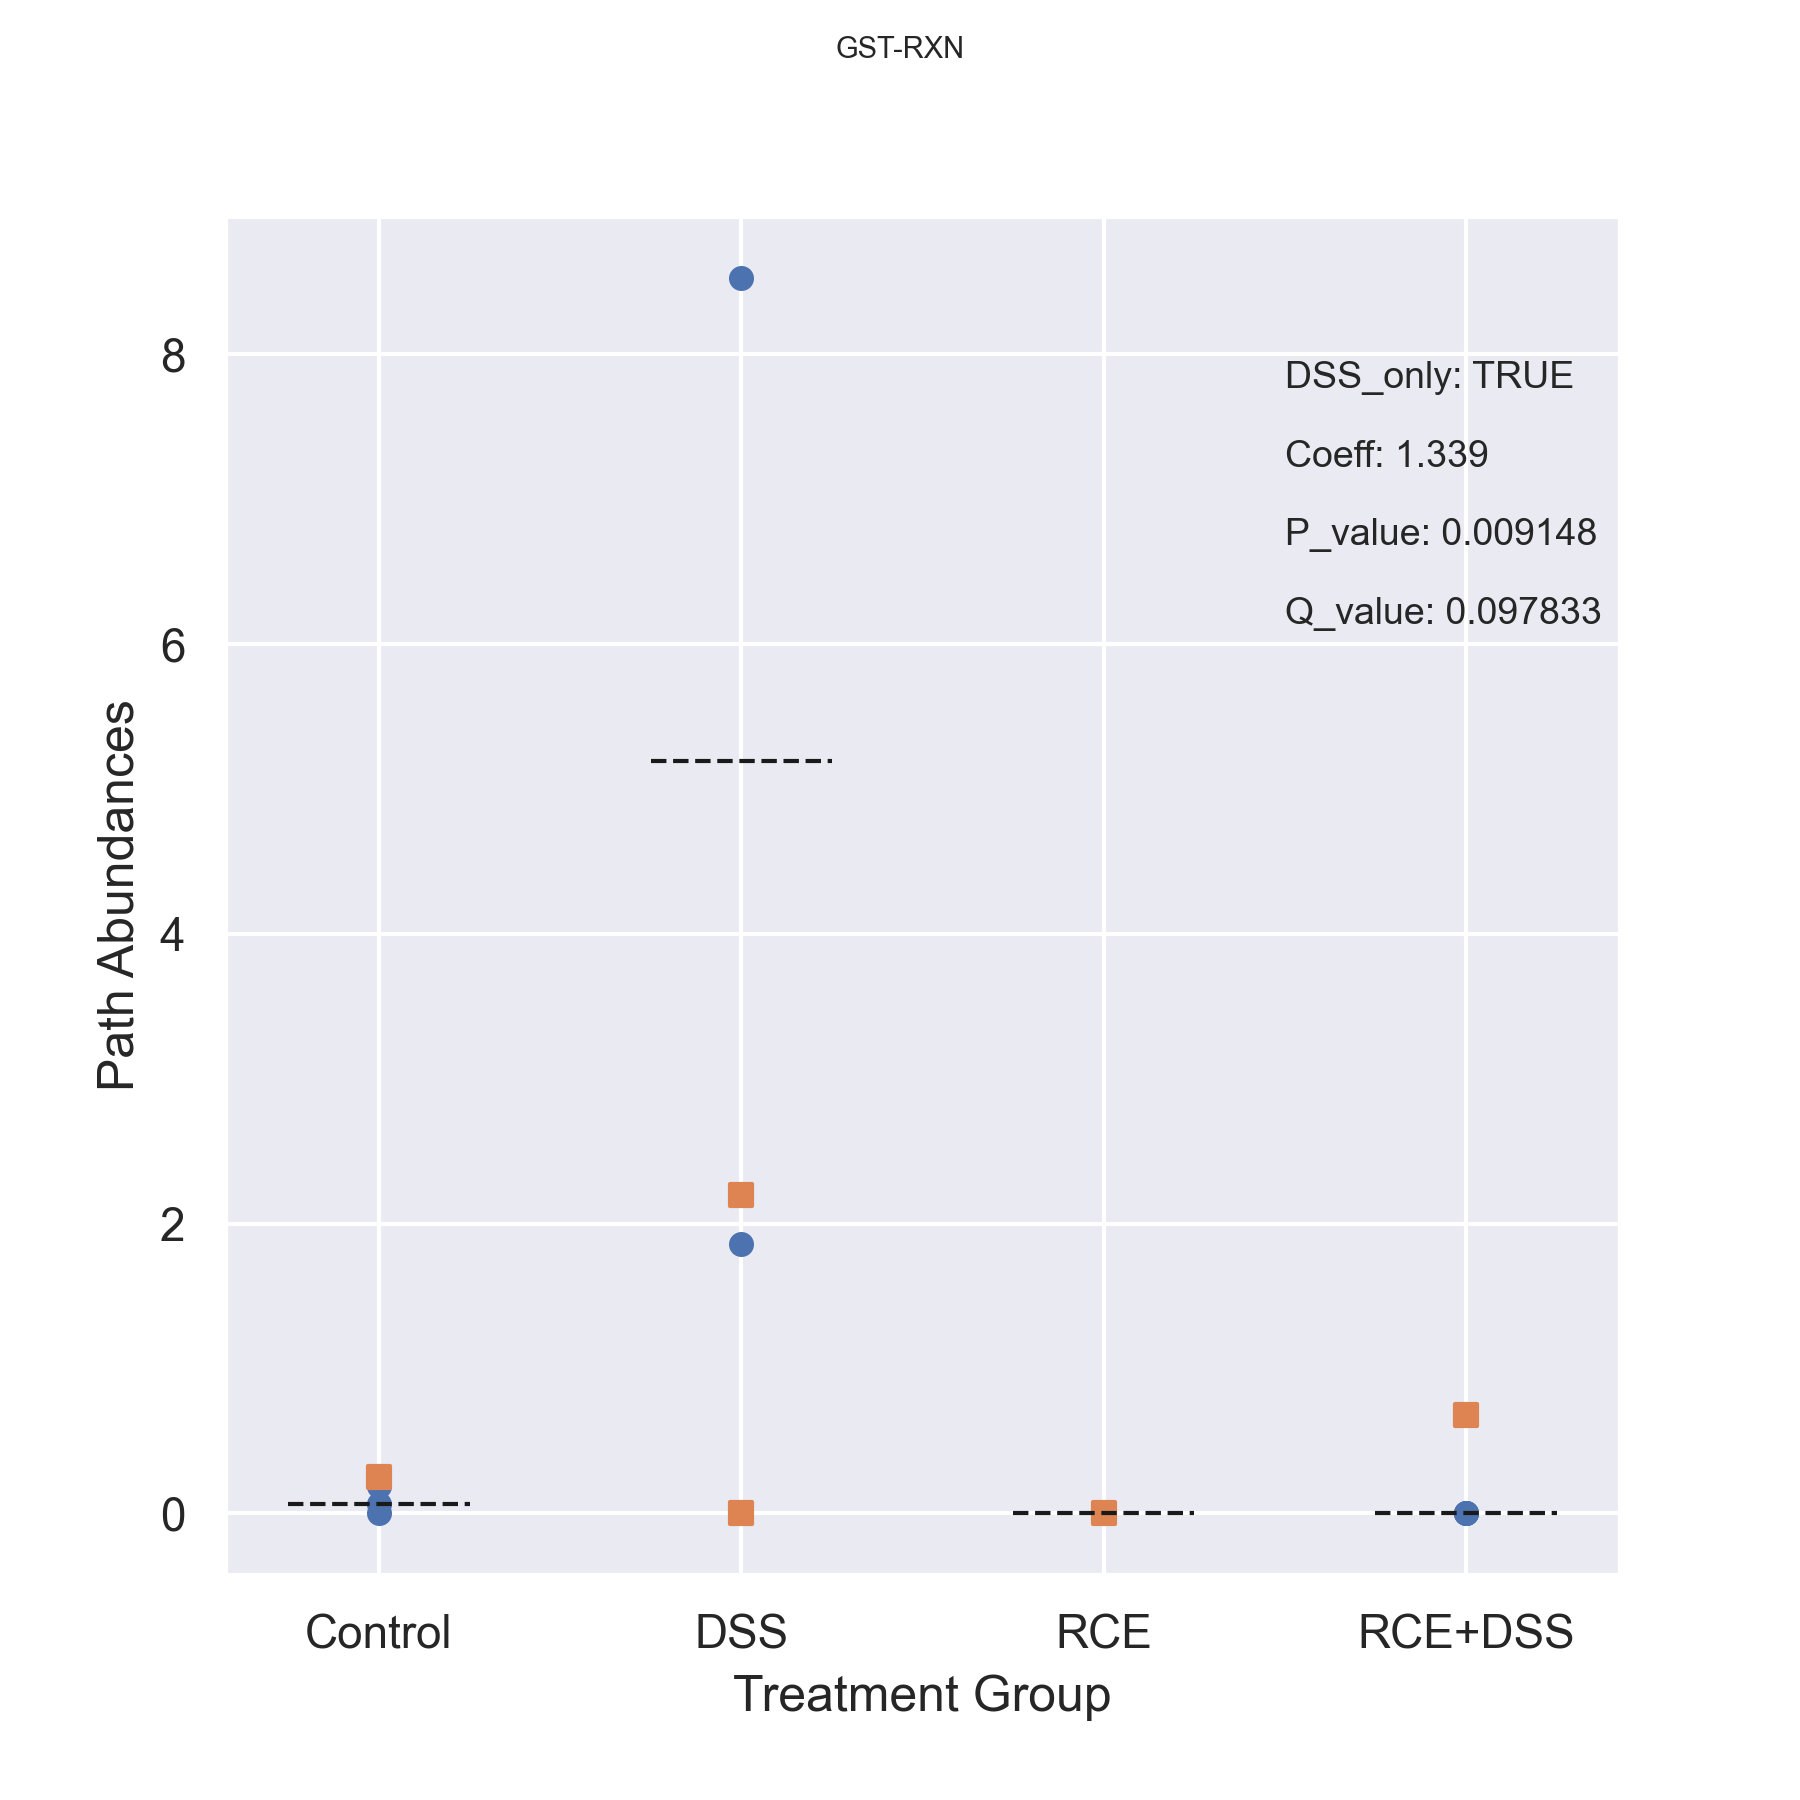 GST-RXN
8
6
4
2
0
Path Abundances
DSS_only: TRUE
Coeff: 1.339
P_value: 0.009148
Q_value: 0.097833
Control DSS RCE RCE+DSS
Treatment Group